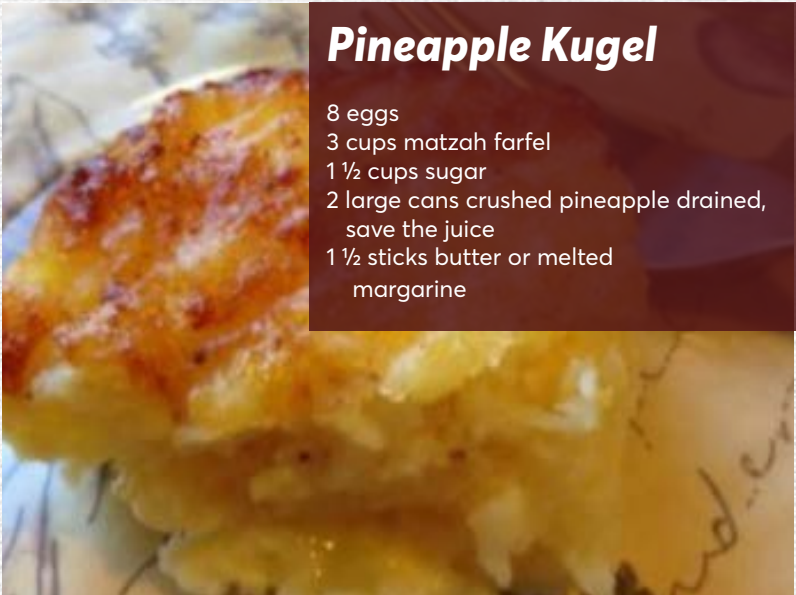 Pineapple Kugel
8 eggs
3 cups matzah farfel
1 ½ cups sugar
2 large cans crushed pineapple drained,
save the juice
1 ½ sticks butter or melted
margarine